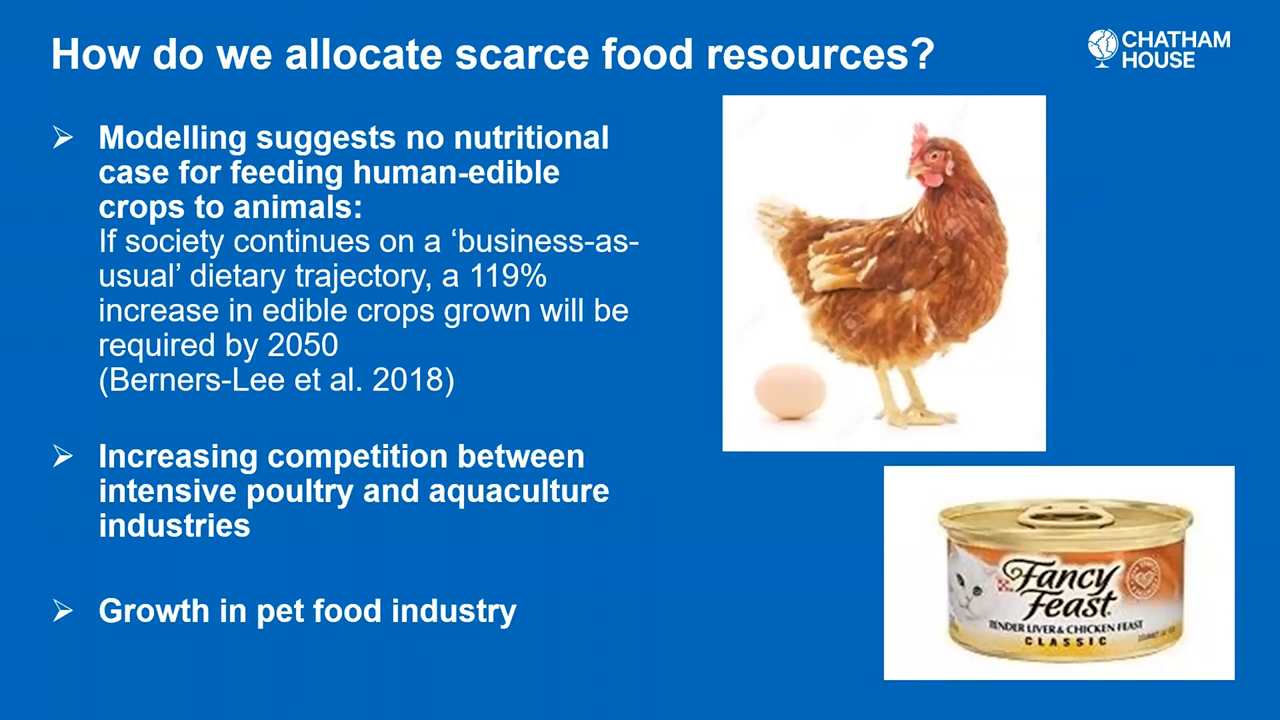 How do we allocate scarce food resources?
CHATHAM
HOUSE
Modelling suggests no nutritional
case for feeding human-edible
crops to animals:
If society continues on a ‘business-as-
usual’ dietary trajectory, a 119%
increase in edible crops grown will be
required by 2050
(Berners-Lee et al. 2018)
Increasing competition between
intensive poultry and aquaculture
industries
Growth in pet food industry
Fancy
Feast
TENDER LIVER & CHICKEN FEAST
CLASSIC